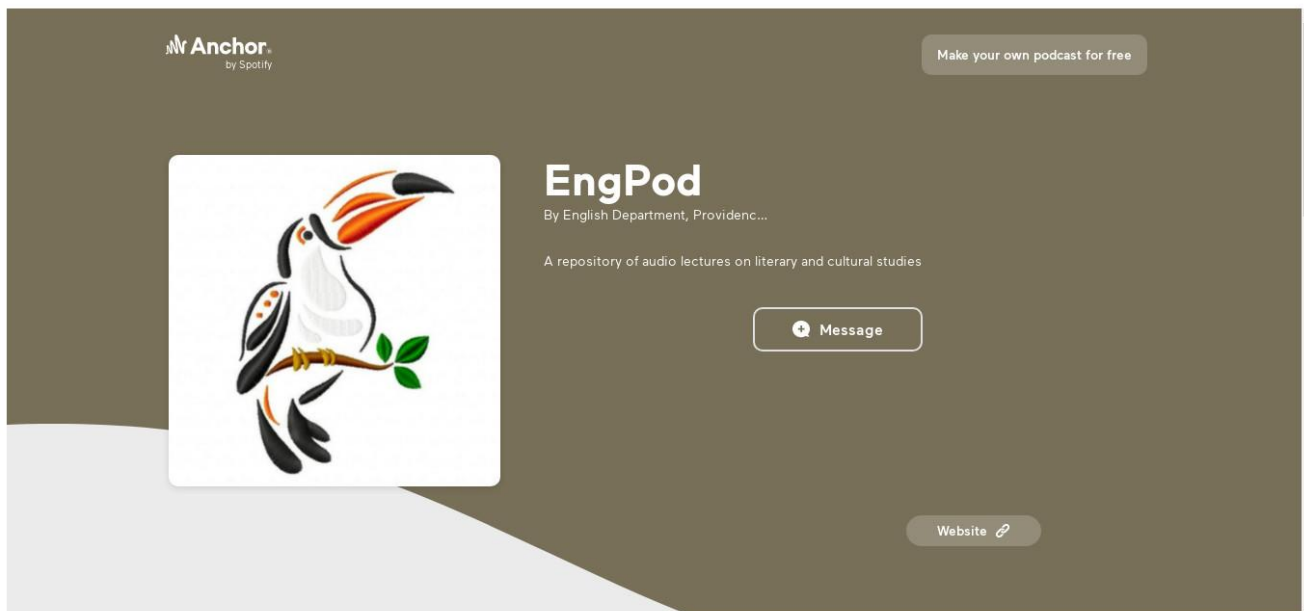 Anchor
by Spotify
Make your own podcast for free
EngPod
By English Department, Providenc...
A repository of audio lectures on literary and cultural studies
Message
Website